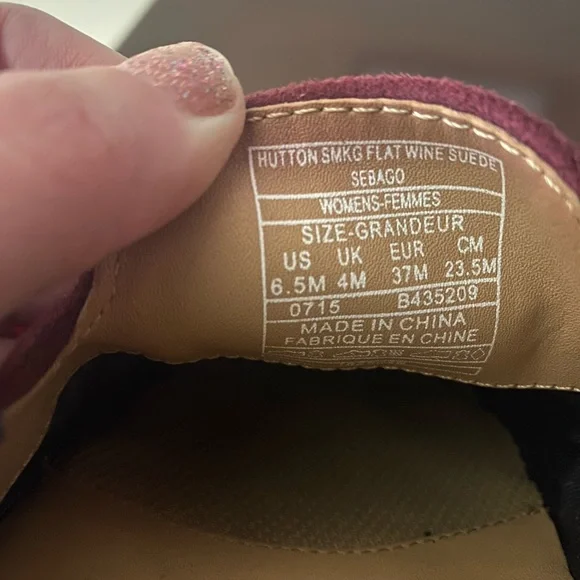 HUTTON SMKG FLAT WINE SUEDE
SEBAGO
WOMENS-FEMMES
SIZE-GRANDEUR
US UK EUR CM
6.5M 4M 37M 23.5M
0715 B435209
MADE IN CHINA
FABRIQUE EN CHINE